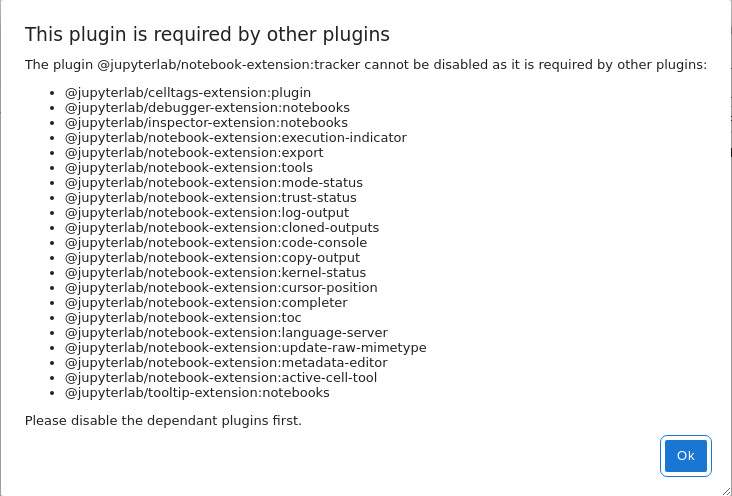 This plugin is required by other plugins
The plugin @jupyterlab/notebook-extension:tracker cannot be disabled as it is required by other plugins:
• @jupyterlab/celltags-extension:plugin
• @jupyterlab/debugger-extension:notebooks
• @jupyterlab/inspector-extension:notebooks
• @jupyterlab/notebook-extension:execution-indicator
• @jupyterlab/notebook-extension:export
• @jupyterlab/notebook-extension:tools
• @jupyterlab/notebook-extension:mode-status
• @jupyterlab/notebook-extension:trust-status
• @jupyterlab/notebook-extension:log-output
• @jupyterlab/notebook-extension:cloned-outputs
• @jupyterlab/notebook-extension:code-console
• @jupyterlab/notebook-extension:copy-output
• @jupyterlab/notebook-extension:kernel-status
• @jupyterlab/notebook-extension:cursor-position
• @jupyterlab/notebook-extension:completer
• @jupyterlab/notebook-extension:toc
• @jupyterlab/notebook-extension:language-server
• @jupyterlab/notebook-extension:update-raw-mimetype
• @jupyterlab/notebook-extension:metadata-editor
• @jupyterlab/notebook-extension:active-cell-tool
• @jupyterlab/tooltip-extension:notebooks
Please disable the dependant plugins first.
Ok